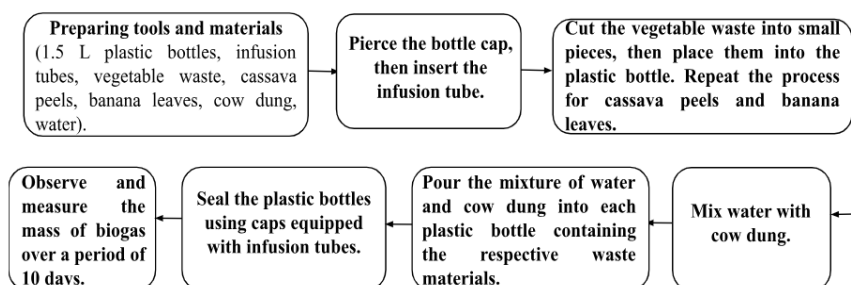 Preparing tools and materials
(1.5 L plastic bottles, infusion
tubes, vegetable waste, cassava
peels, banana leaves, cow dung,
water).
Pierce the bottle cap,
then insert the
infusion tube.
Cut the vegetable waste into small
pieces, then place them into the
plastic bottle. Repeat the process
for cassava peels and banana
leaves.
Mix water with
cow dung.
Pour the mixture of water
and cow dung into each
plastic bottle containing
the respective waste
materials.
Seal the plastic bottles
using caps equipped
with infusion tubes.
Observe and
measure the
mass of biogas
over a period of
10 days.